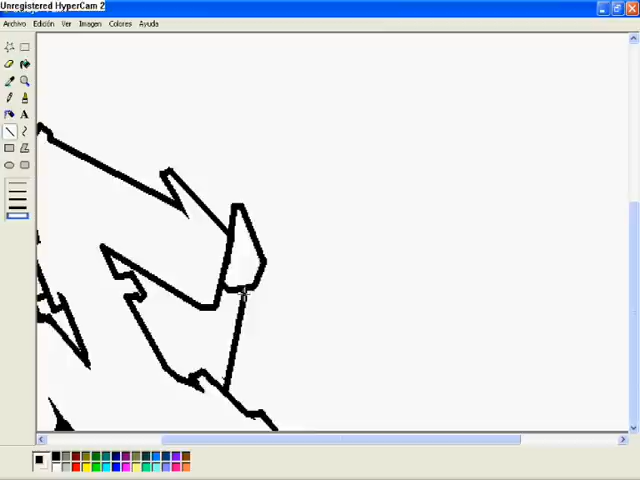 Unregistered HyperCam 2
Archivo Edición Ver Imagen Colores Ayuda
A